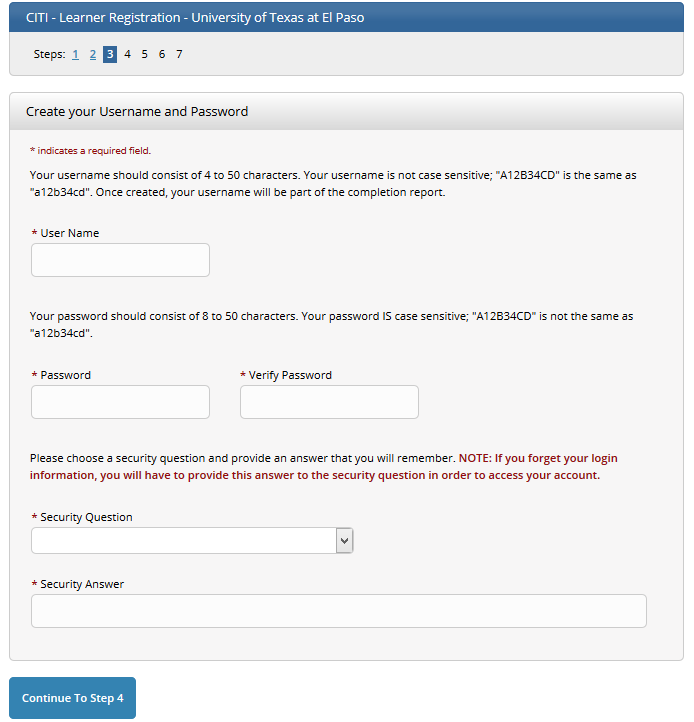 CITI - Learner Registration - University of Texas at El Paso
Steps: 1 2 3 4 5 6 7
Create your Username and Password
* indicates a required field.
Your username should consist of 4 to 50 characters. Your username is not case sensitive; "A12B34CD" is the same as
"a12b34cd". Once created, your username will be part of the completion report.
* User Name
Your password should consist of 8 to 50 characters. Your password IS case sensitive; "A12B34CD" is not the same as
"a12b34cd".
* Password * Verify Password
Please choose a security question and provide an answer that you will remember. NOTE: If you forget your login
information, you will have to provide this answer to the security question in order to access your account.
* Security Question
* Security Answer
Continue To Step 4